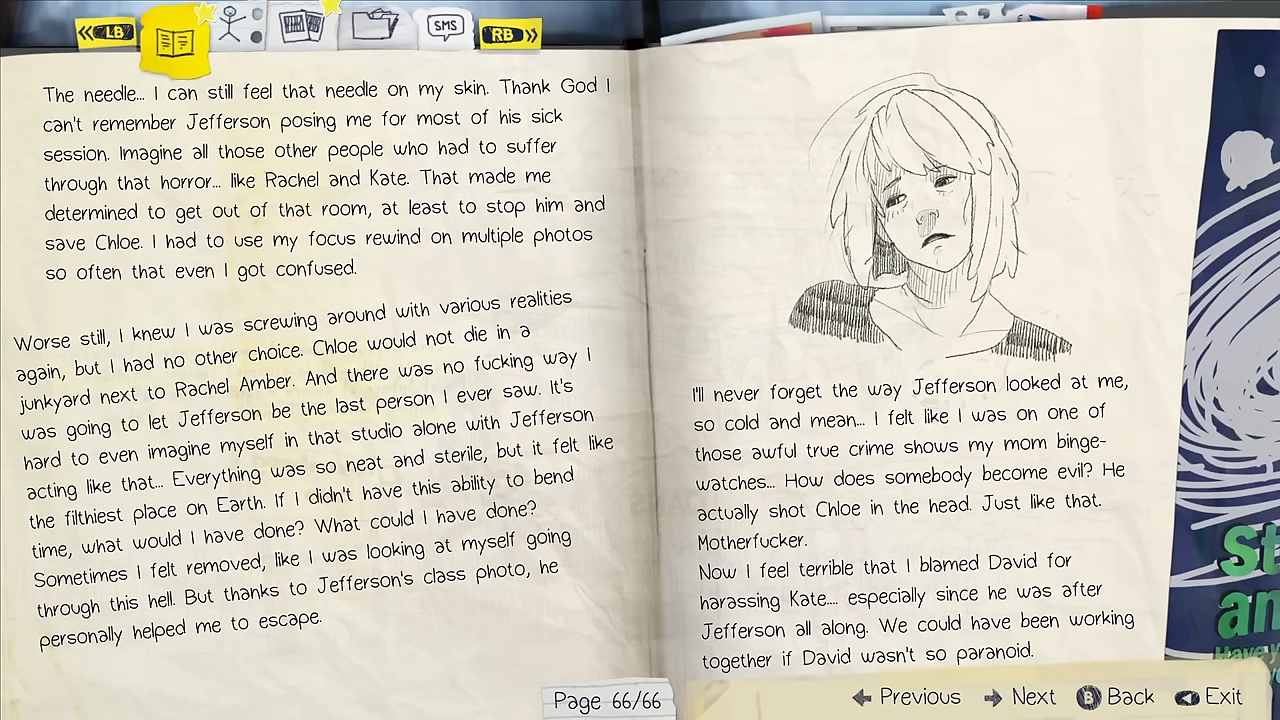 LB
SMS
RB
The needle... I can still feel that needle on my skin. Thank God I
can't remember Jefferson posing me for most of his sick
session. Imagine all those other people who had to suffer
through that horror... like Rachel and Kate. That made me
determined to get out of that room, at least to stop him and
save Chloe. I had to use my focus rewind on multiple photos
so often that even I got confused.
Worse still, I knew I was screwing around with various realities
again, but I had no other choice. Chloe would not die in a
junkyard next to Rachel Amber. And there was no fucking way I
was going to let Jefferson be the last person I ever saw. It's
hard to even imagine myself in that studio alone with Jefferson
acting like that... Everything was so neat and sterile, but it felt like
the filthiest place on Earth. If I didn't have this ability to bend
time, what would I have done? What could I have done?
Sometimes I felt removed, like I was looking at myself going
through this hell. But thanks to Jefferson's class photo, he
personally helped me to escape.
I'll never forget the way Jefferson looked at me,
so cold and mean... I felt like I was on one of
those awful true crime shows my mom binge-
watches... How does somebody become evil? He
actually shot Chloe in the head. Just like that.
Motherfucker.
Now I feel terrible that I blamed David for
harassing Kate.... especially since he was after
Jefferson all along. We could have been working
together if David wasn't so paranoid.
Page 66/66
Previous
Next
B Back
Exit